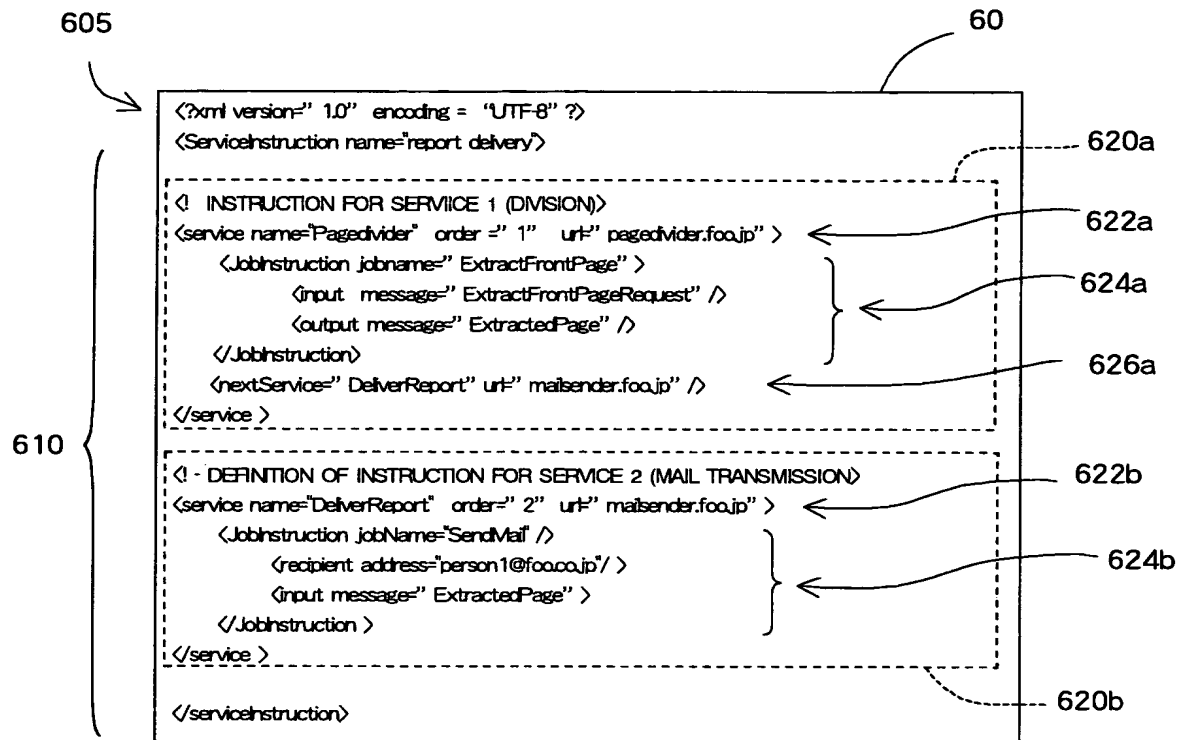 605
60
<?xml version=" 1.0" encoding = "UTF-8" ?>
<ServiceInstruction name="report delivery">
620a
<! INSTRUCTION FOR SERVICE 1 (DIVISION)>
<service name="Pagedivider" order =" 1" url=" pagedivider.foo.jp" >
622a
<JobInstruction jobname=" ExtractFrontPage" >
<input message=" ExtractFrontPageRequest" />
624a
<output message=" ExtractedPage" />
</JobInstruction>
626a
<nextService=" DeliverReport" url=" mailsender.foo.jp" />
</service >
610
<! - DEFINITION OF INSTRUCTION FOR SERVICE 2 (MAIL TRANSMISSION)>
622b
<service name="DeliverReport" order=" 2" url=" mailsender.foo.jp" >
<JobInstruction jobName="SendMail" />
<recipient address="person1@foo.co.jp"/ >
624b
<input message=" ExtractedPage" >
</JobInstruction >
</service >
620b
</serviceInstruction>